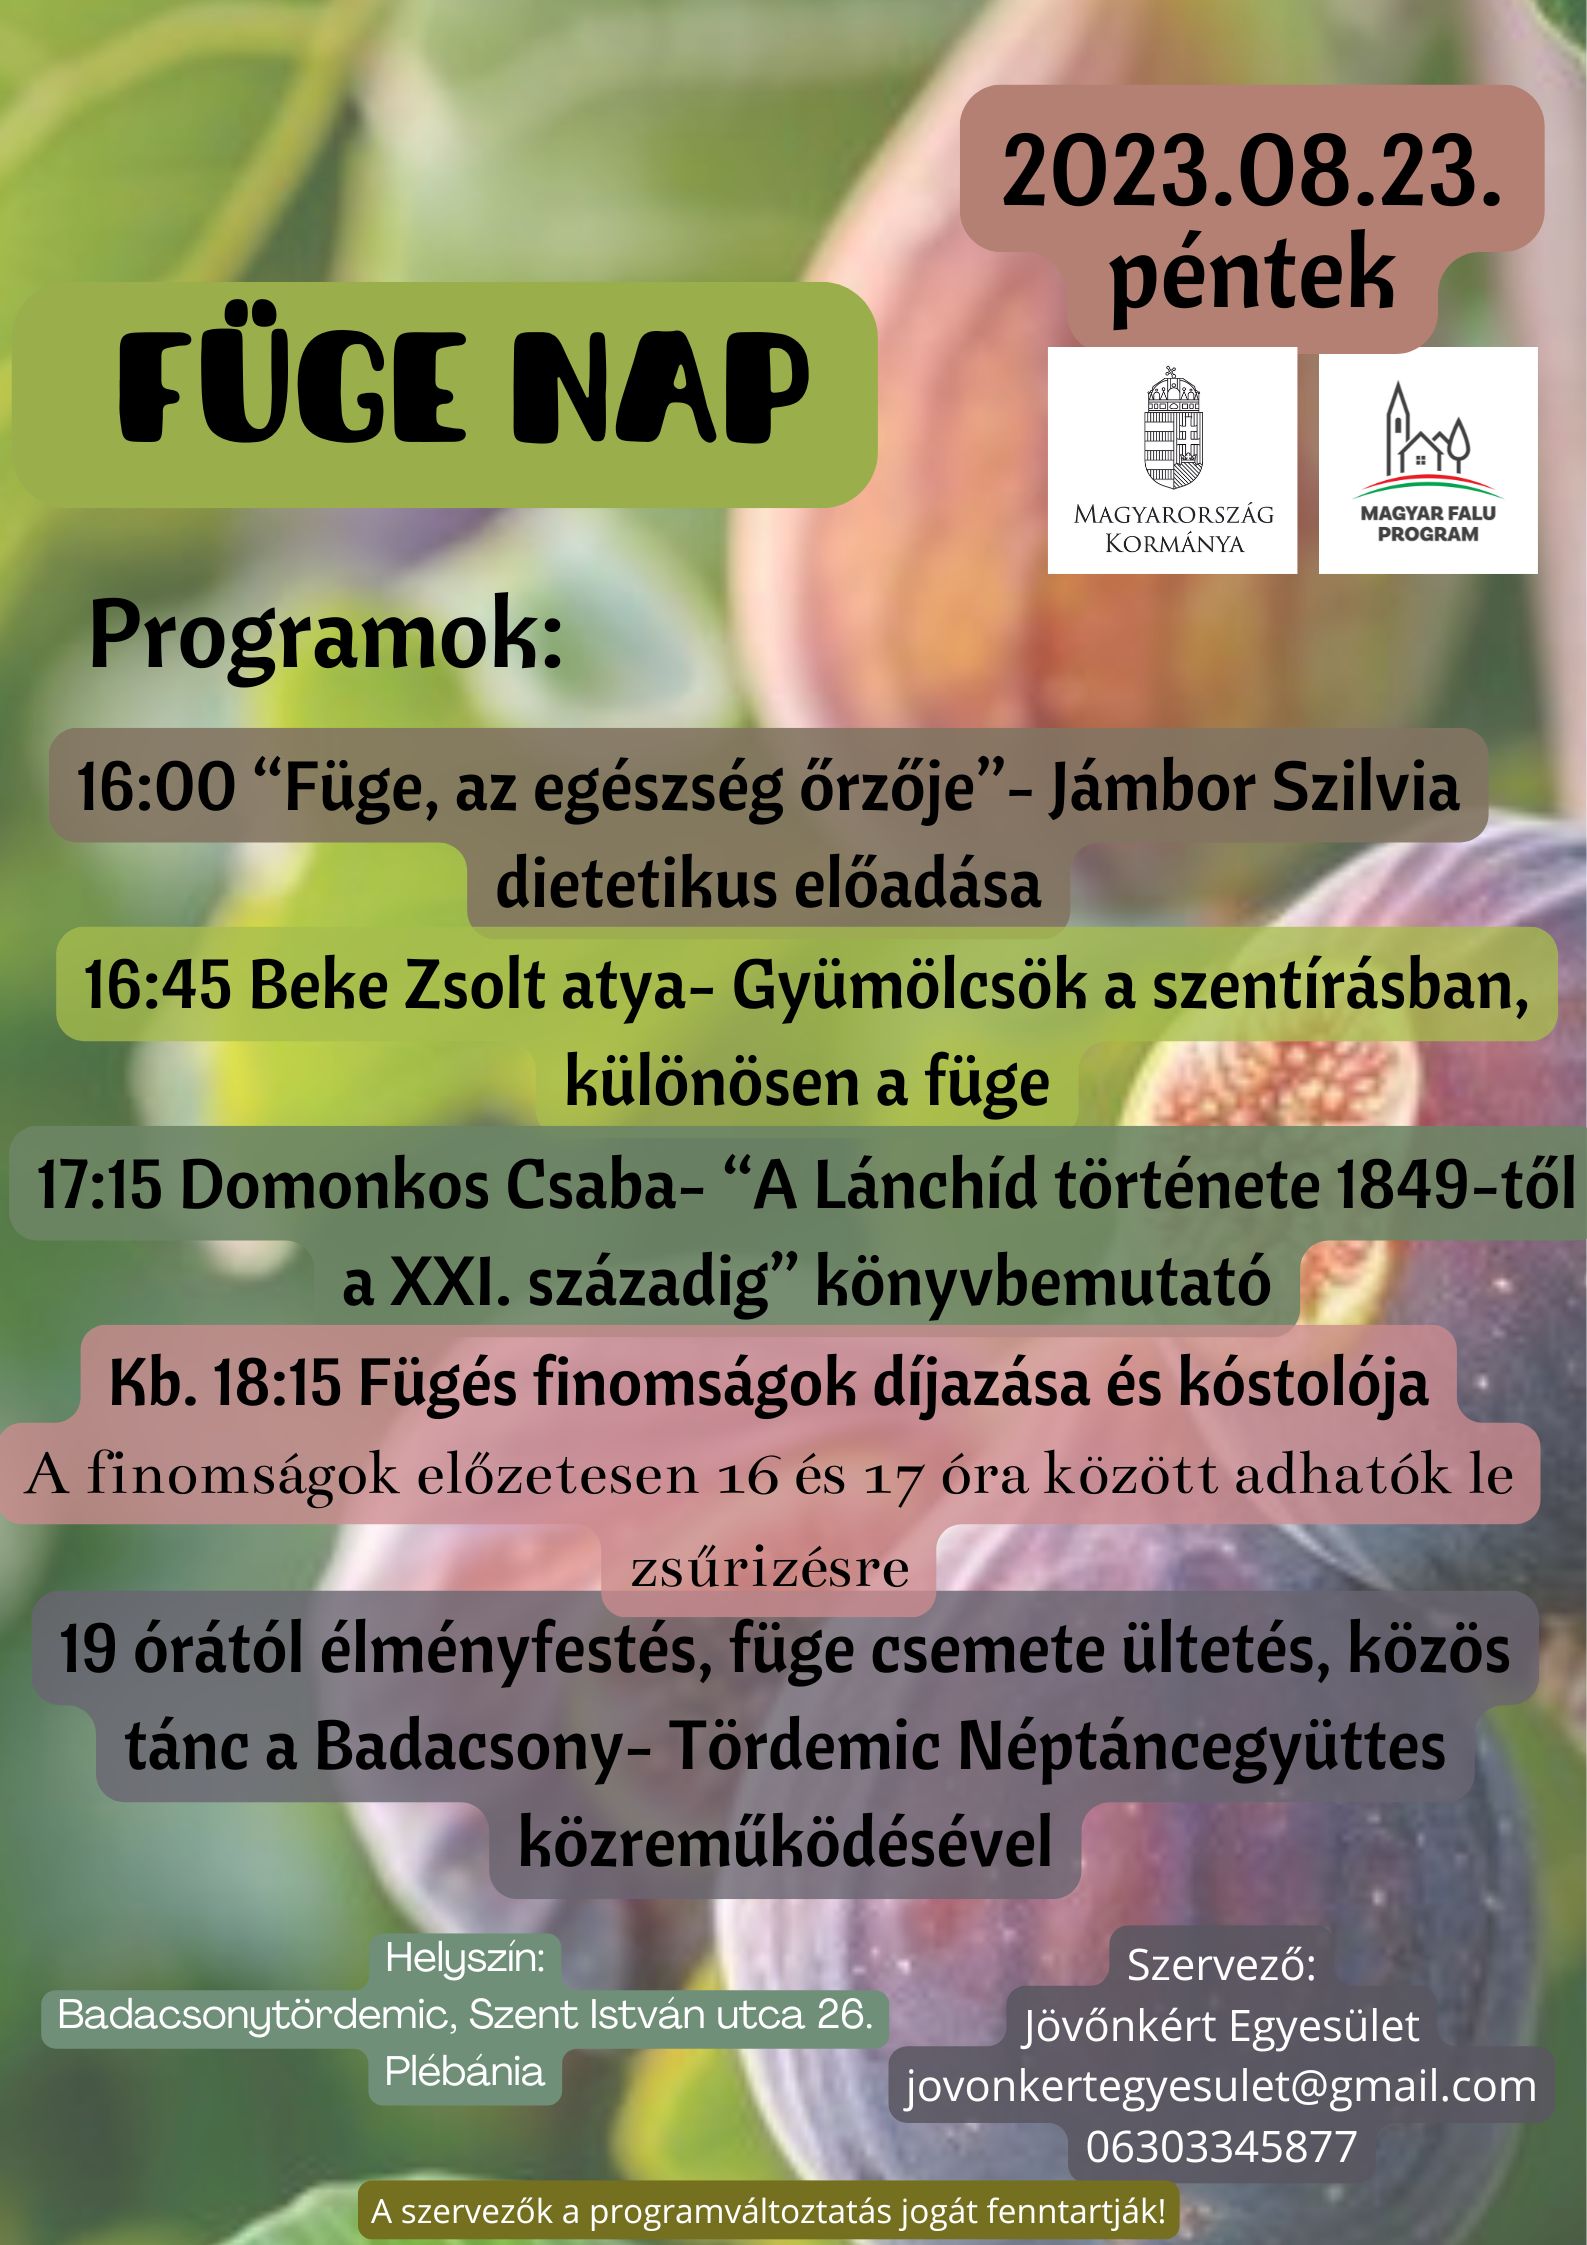 2023.08.23.
péntek
FÜGE NAP
MAGYARORSZÁG
KORMÁNYA
MAGYAR FALU
PROGRAM
Programok:
16:00 “Füge, az egészség őrzője”- Jámbor Szilvia
dietetikus előadása
16:45 Beke Zsolt atya- Gyümölcsök a szentírásban,
különösen a füge
17:15 Domonkos Csaba- “A Lánchíd története 1849-től
a XXI. századig” könyvbemutató
Kb. 18:15 Fügés finomságok díjazása és kóstolója
A finomságok előzetesen 16 és 17 óra között adhatók le
zsűrizésre
19 órától élményfestés, füge csemete ültetés, közös
tánc a Badacsony- Tördemic Néptáncegyüttes
közreműködésével
Helyszín:
Badacsonytördemic, Szent István utca 26.
Plébánia
Szervező:
Jövőnkért Egyesület
jovonkertegyesulet@gmail.com
06303345877
A szervezők a programváltoztatás jogát fenntartják!